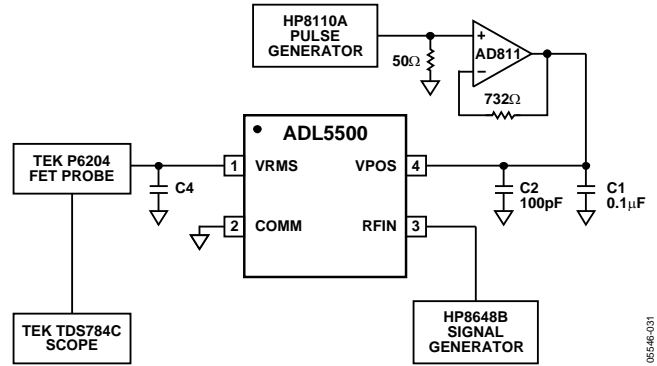 HP8110A
PULSE
GENERATOR
50Ω
+
AD811
−
732Ω
ADL5500
TEK P6204
FET PROBE
C4
1
VRMS
VPOS
4
C2
100pF
C1
0.1μF
2
COMM
RFIN
3
TEK TDS784C
SCOPE
HP8648B
SIGNAL
GENERATOR
05546-031